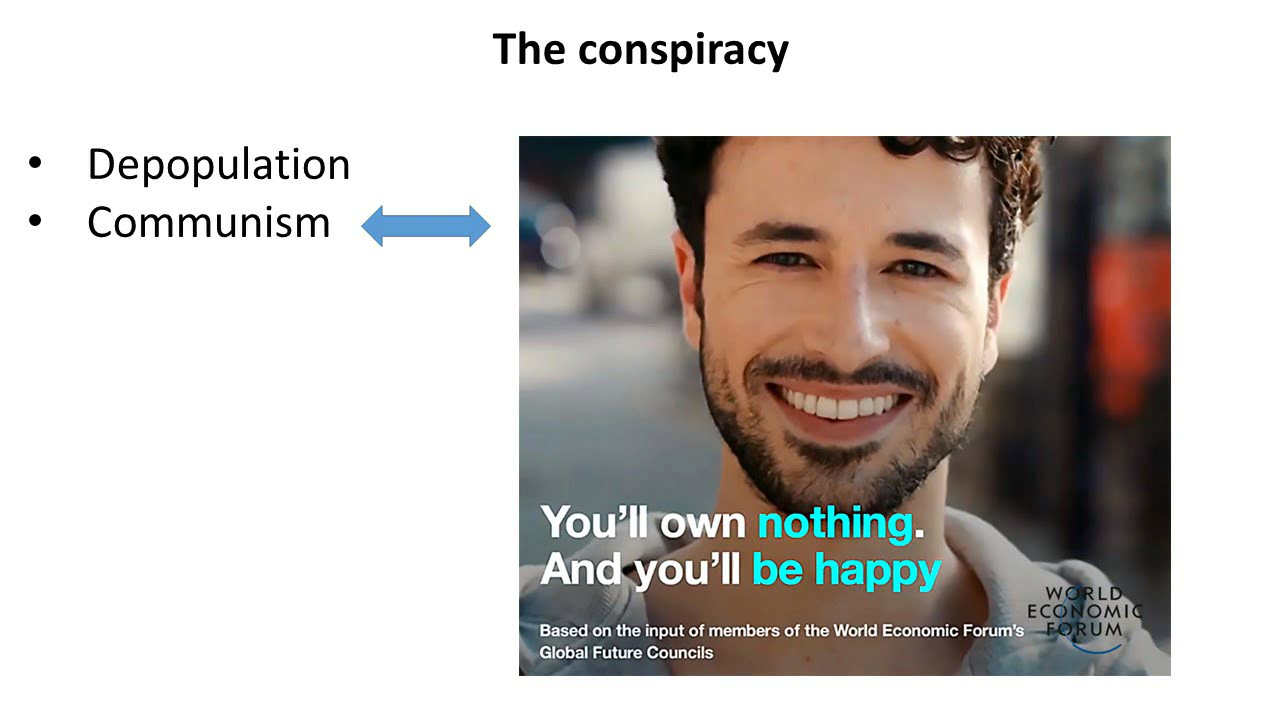 The conspiracy
• Depopulation
• Communism
You'll own nothing.
And you'll be happy
Based on the input of members of the World Economic Forum's
Global Future Councils
WORLD
ECONOMIC
FORUM